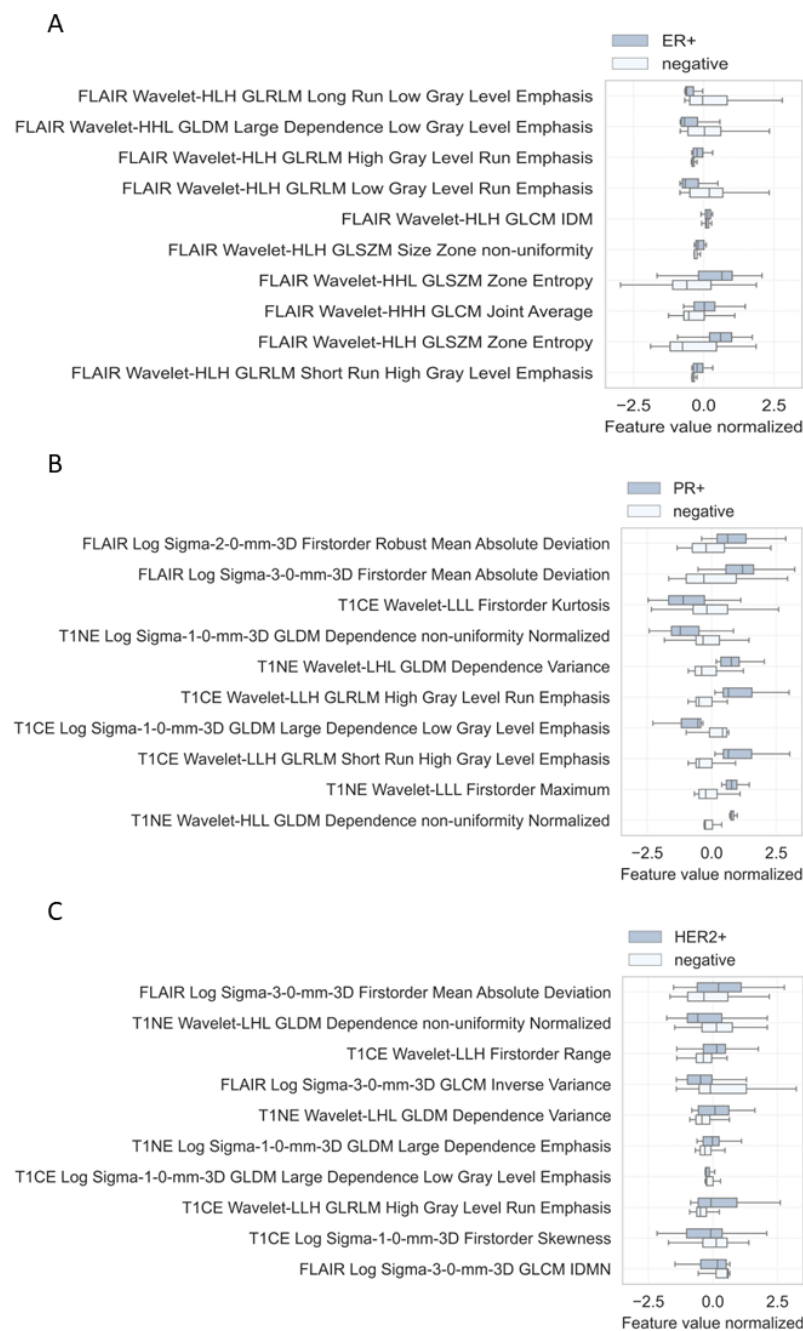 A
ER+
negative
FLAIR Wavelet-HLH GLRLM Long Run Low Gray Level Emphasis
FLAIR Wavelet-HHL GLDM Large Dependence Low Gray Level Emphasis
FLAIR Wavelet-HLH GLRLM High Gray Level Run Emphasis
FLAIR Wavelet-HLH GLRLM Low Gray Level Run Emphasis
FLAIR Wavelet-HLH GLCM IDM
FLAIR Wavelet-HLH GLSZM Size Zone non-uniformity
FLAIR Wavelet-HHL GLSZM Zone Entropy
FLAIR Wavelet-HHH GLCM Joint Average
FLAIR Wavelet-HLH GLSZM Zone Entropy
FLAIR Wavelet-HLH GLRLM Short Run High Gray Level Emphasis
−2.5 0.0 2.5
Feature value normalized
B
PR+
negative
FLAIR Log Sigma-2-0-mm-3D Firstorder Robust Mean Absolute Deviation
FLAIR Log Sigma-3-0-mm-3D Firstorder Mean Absolute Deviation
T1CE Wavelet-LLL Firstorder Kurtosis
T1NE Log Sigma-1-0-mm-3D GLDM Dependence non-uniformity Normalized
T1NE Wavelet-LHL GLDM Dependence Variance
T1CE Wavelet-LLH GLRLM High Gray Level Run Emphasis
T1CE Log Sigma-1-0-mm-3D GLDM Large Dependence Low Gray Level Emphasis
T1CE Wavelet-LLH GLRLM Short Run High Gray Level Emphasis
T1NE Wavelet-LLL Firstorder Maximum
T1NE Wavelet-HLL GLDM Dependence non-uniformity Normalized
−2.5 0.0 2.5
Feature value normalized
C
HER2+
negative
FLAIR Log Sigma-3-0-mm-3D Firstorder Mean Absolute Deviation
T1NE Wavelet-LHL GLDM Dependence non-uniformity Normalized
T1CE Wavelet-LLH Firstorder Range
FLAIR Log Sigma-3-0-mm-3D GLCM Inverse Variance
T1NE Wavelet-LHL GLDM Dependence Variance
T1NE Log Sigma-1-0-mm-3D GLDM Large Dependence Emphasis
T1CE Log Sigma-1-0-mm-3D GLDM Large Dependence Low Gray Level Emphasis
T1CE Wavelet-LLH GLRLM High Gray Level Run Emphasis
T1CE Log Sigma-1-0-mm-3D Firstorder Skewness
FLAIR Log Sigma-3-0-mm-3D GLCM IDMN
−2.5 0.0 2.5
Feature value normalized